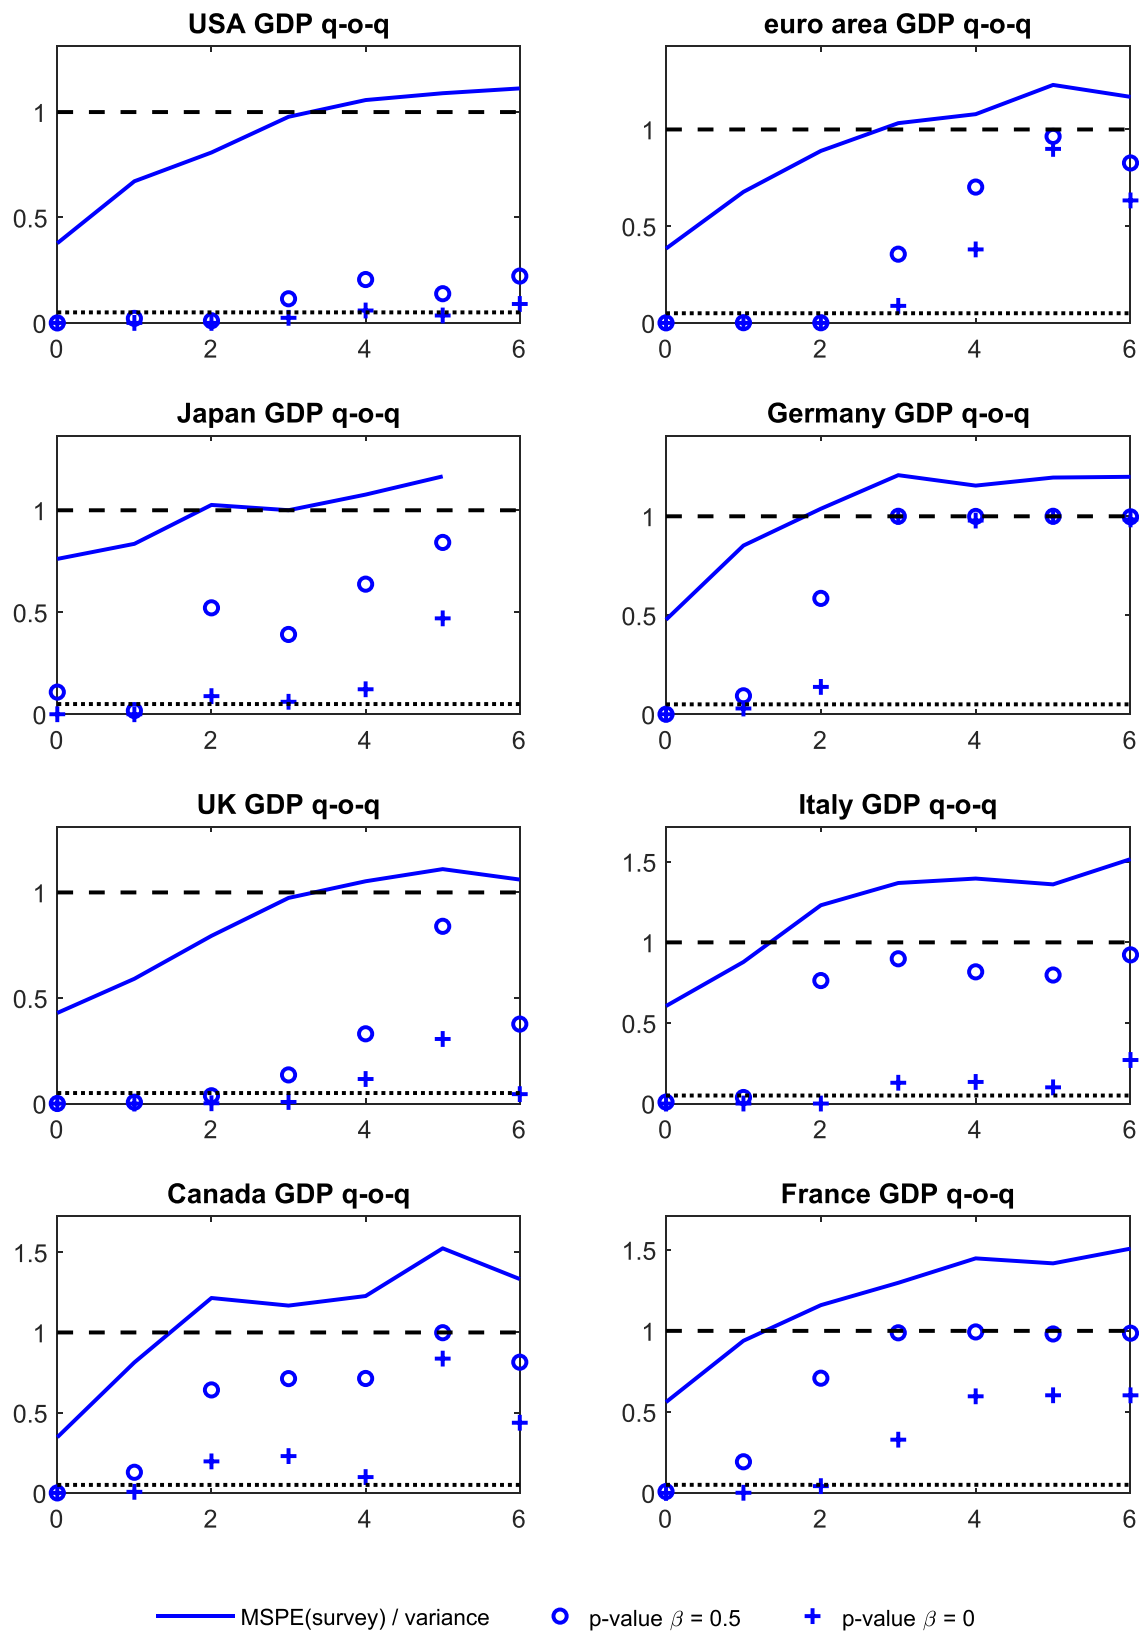 USA GDP q-o-q
1
0.5
0
0 2 4 6
euro area GDP q-o-q
1
0.5
0
0 2 4 6
Japan GDP q-o-q
1
0.5
0
0 2 4 6
Germany GDP q-o-q
1
0.5
0
0 2 4 6
UK GDP q-o-q
1
0.5
0
0 2 4 6
Italy GDP q-o-q
1.5
1
0.5
0
0 2 4 6
Canada GDP q-o-q
1.5
1
0.5
0
0 2 4 6
France GDP q-o-q
1.5
1
0.5
0
0 2 4 6
MSPE(survey) / variance p-value β = 0.5 p-value β = 0